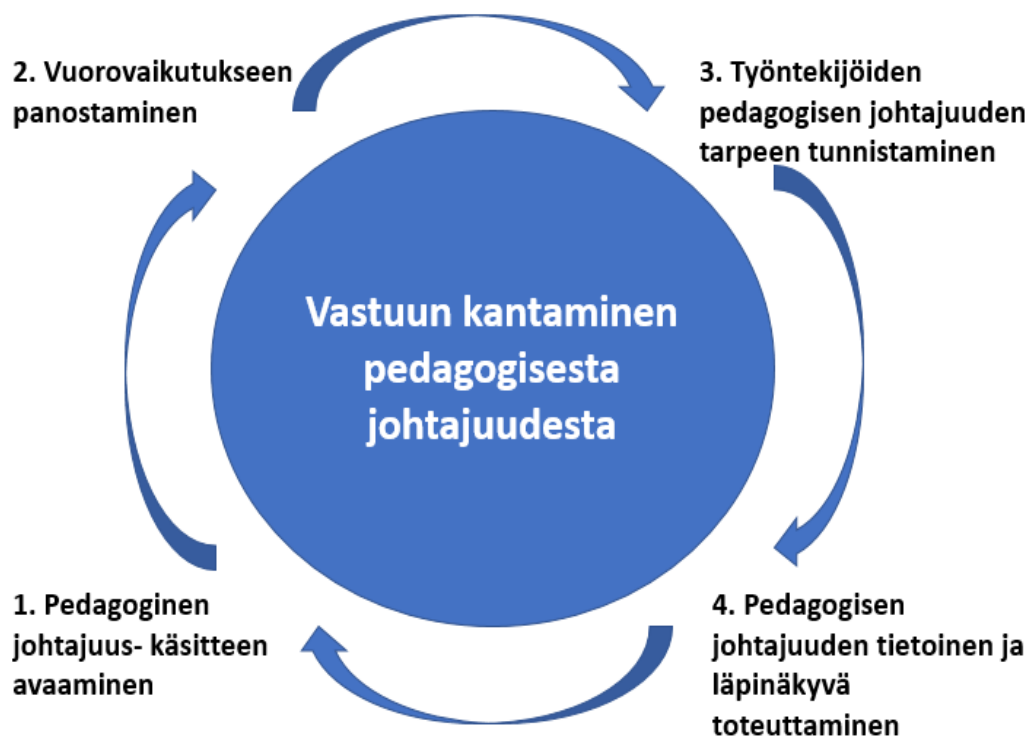 2. Vuorovaikutukseen
panostaminen
3. Työntekijöiden
pedagogisen johtajuuden
tarpeen tunnistaminen
Vastuun kantaminen
pedagogisesta
johtajuudesta
1. Pedagoginen
johtajuus- käsitteen
avaaminen
4. Pedagogisen
johtajuuden tietoinen ja
läpinäkyvä
toteuttaminen